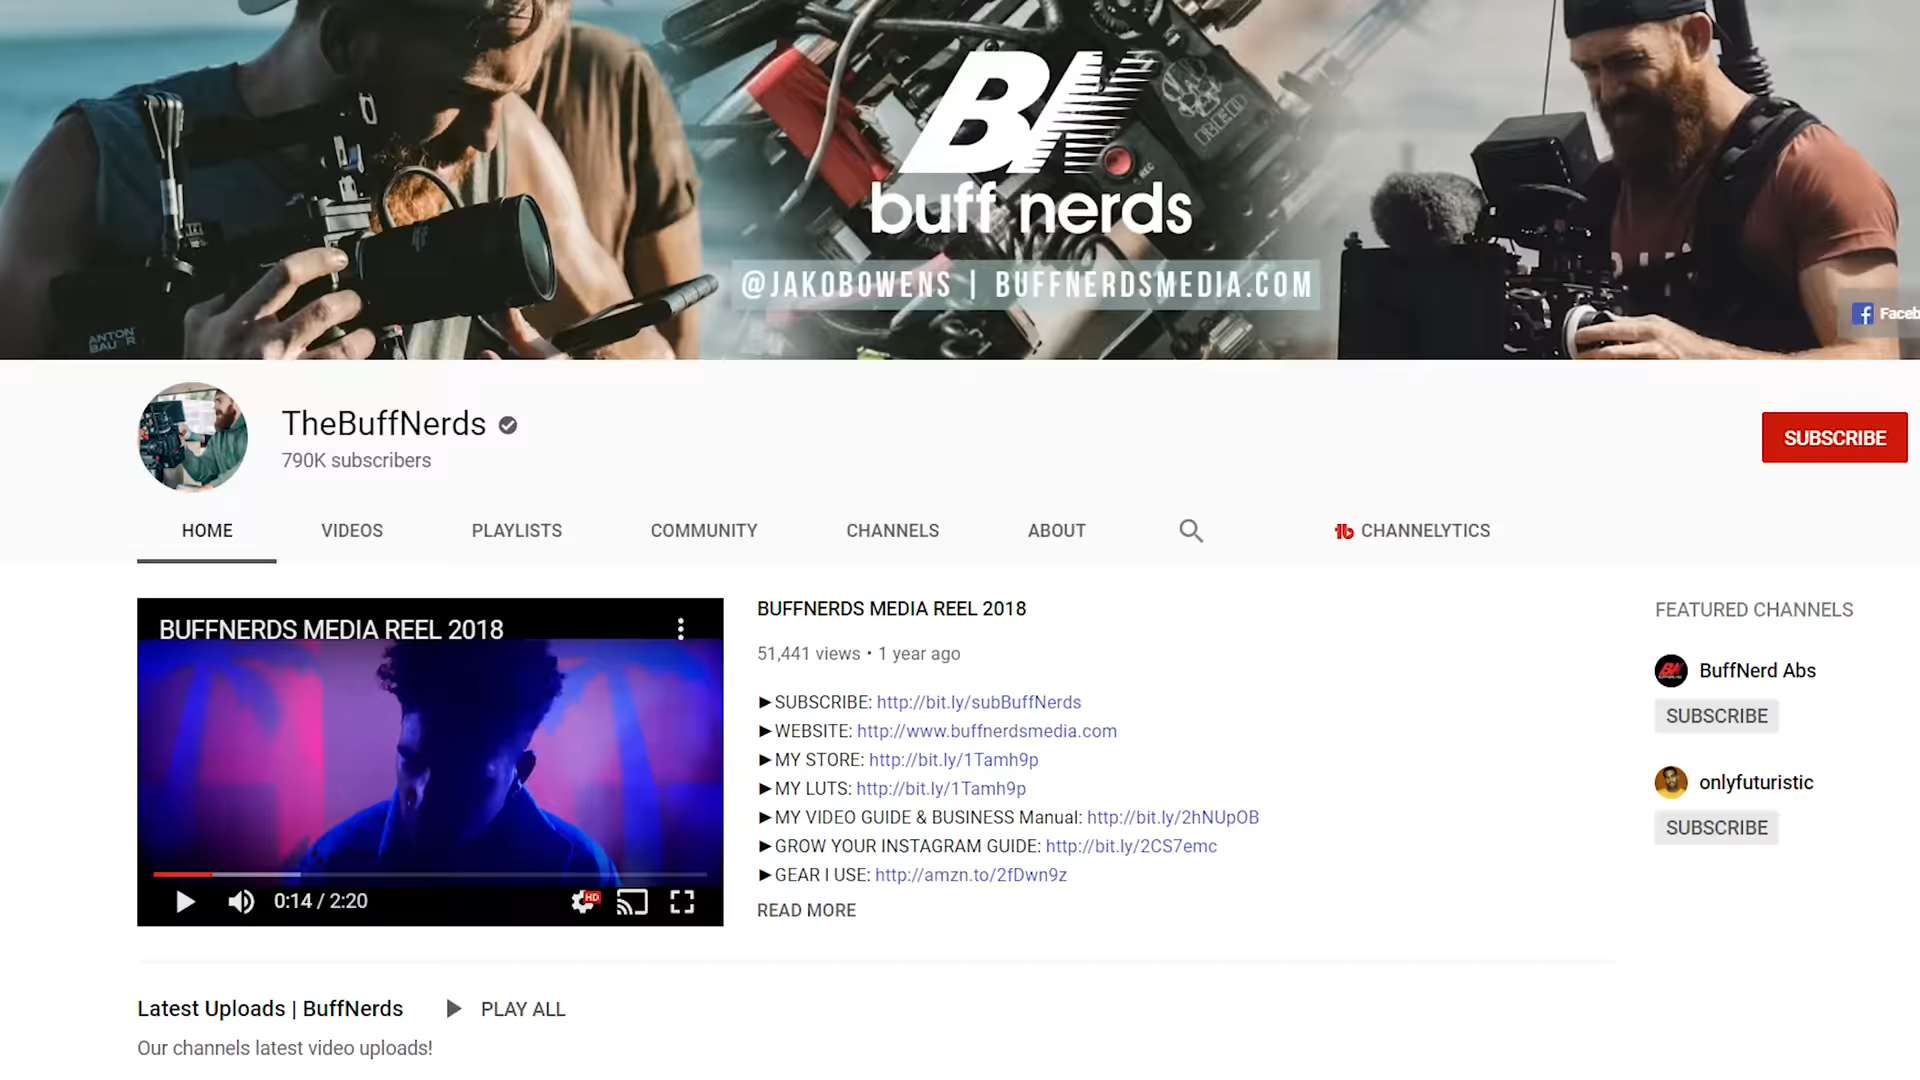 BN
buff nerds
@JAKOBOWENS | BUFFNERDSMEDIA.COM
REC
ANTON
BAU R
Faceb
TheBuffNerds
790K subscribers
SUBSCRIBE
HOME VIDEOS PLAYLISTS COMMUNITY CHANNELS ABOUT CHANNELYTICS
BUFFNERDS MEDIA REEL 2018
0:14 / 2:20
HD
BUFFNERDS MEDIA REEL 2018
51,441 views • 1 year ago
►SUBSCRIBE: http://bit.ly/subBuffNerds
►WEBSITE: http://www.buffnerdsmedia.com
►MY STORE: http://bit.ly/1Tamh9p
►MY LUTS: http://bit.ly/1Tamh9p
►MY VIDEO GUIDE & BUSINESS Manual: http://bit.ly/2hNUpOB
►GROW YOUR INSTAGRAM GUIDE: http://bit.ly/2CS7emc
►GEAR I USE: http://amzn.to/2fDwn9z
READ MORE
FEATURED CHANNELS
BuffNerd Abs
SUBSCRIBE
onlyfuturistic
SUBSCRIBE
Latest Uploads | BuffNerds PLAY ALL
Our channels latest video uploads!